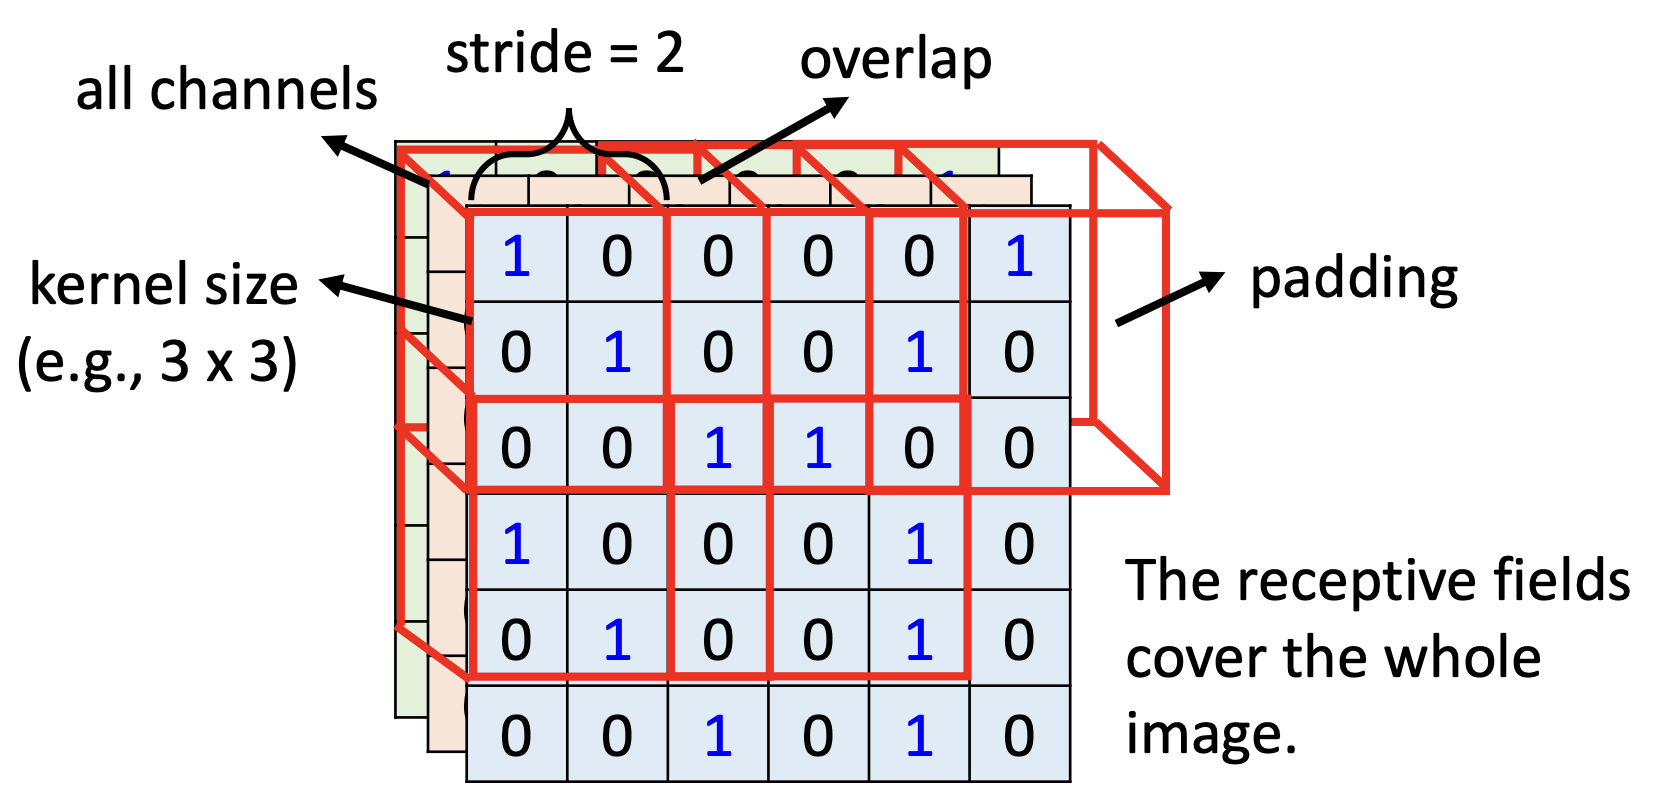 stride = 2
overlap
all channels
kernel size
(e.g., 3 x 3)
padding
1 0 0 0 0 1
0 1 0 0 1 0
0 0 1 1 0 0
1 0 0 0 1 0
0 1 0 0 1 0
0 0 1 0 1 0
The receptive fields
cover the whole
image.